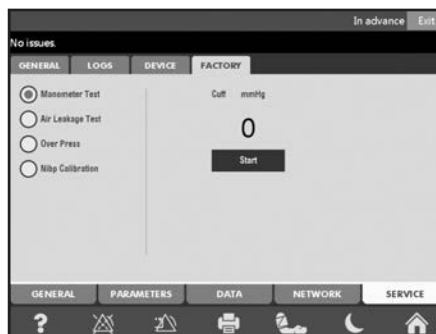 In advance Exit
No issues.
GENERAL LOGS DEVICE FACTORY
Manometer Test
Air Leakage Test
Over Press
Nibp Calibration
Cuff mmHg
0
Start
GENERAL PARAMETERS DATA NETWORK SERVICE
?